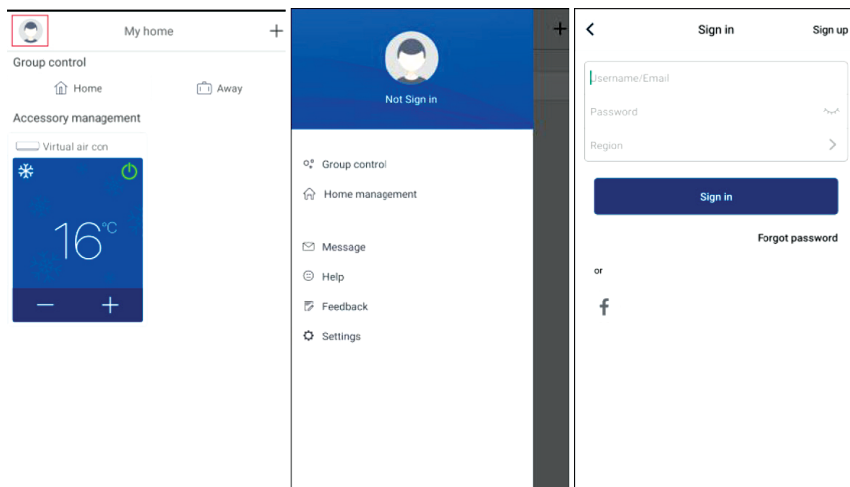 My home
Group control
Home
Away
Accessory management
Virtual air con
16°C
Not Sign in
Group control
Home management
Message
Help
Feedback
Settings
Sign in
Sign up
Username/Email
Password
Region
Sign in
Forgot password
or
f